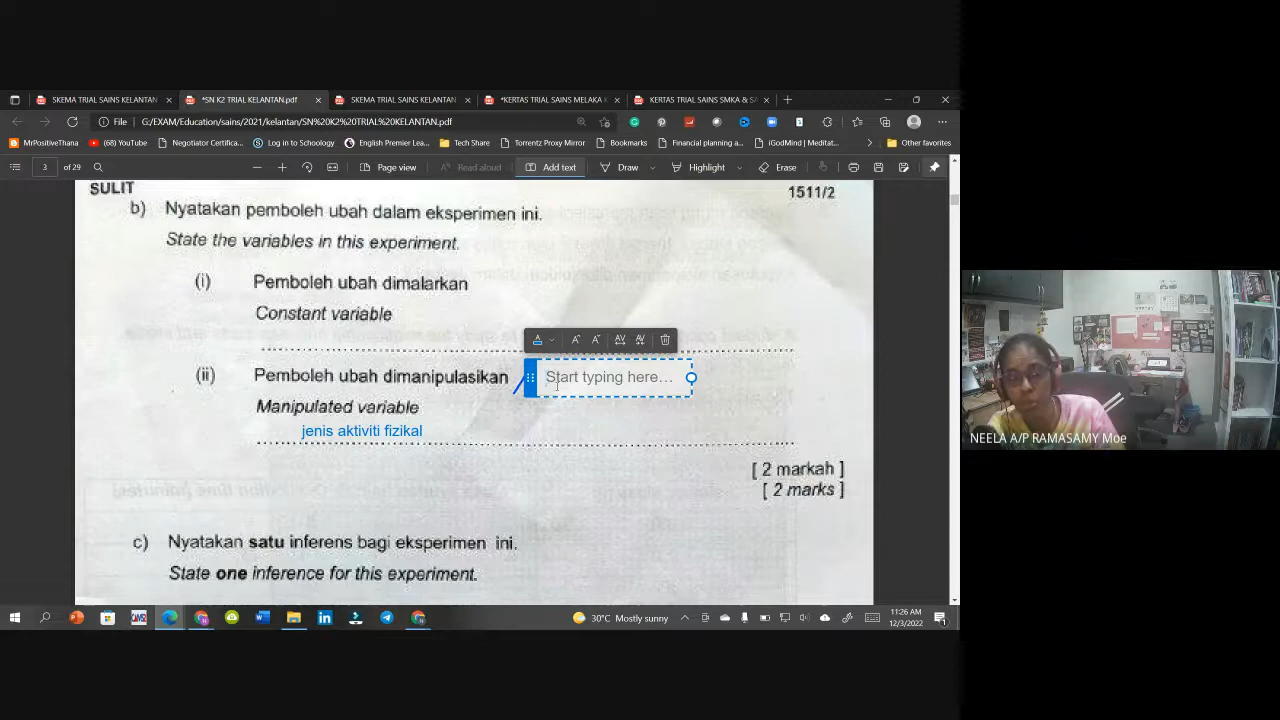 SKEMA TRIAL SAINS KELANTAN
*SN K2 TRIAL KELANTAN.pdf
SKEMA TRIAL SAINS KELANTAN
*KERTAS TRIAL SAINS MELAKA K
KERTAS TRIAL SAINS SMKA & SA
File
G:/EXAM/Education/sains/2021/kelantan/SN%20K2%20TRIAL%20KELANTAN.pdf
MrPositiveThana
(68) YouTube
Negotiator Certifica...
Log in to Schoology
English Premier Lea...
Tech Share
Torrentz Proxy Mirror
Bookmarks
Financial planning a...
iGodMind | Meditat...
Other favorites
3 of 29
Page view
Read aloud
Add text
Draw
Highlight
Erase
SULIT
1511/2
b) Nyatakan pemboleh ubah dalam eksperimen ini.
State the variables in this experiment.
(i) Pemboleh ubah dimalarkan
Constant variable
(ii) Pemboleh ubah dimanipulasikan
Start typing here...
Manipulated variable
jenis aktiviti fizikal
[ 2 markah ]
[ 2 marks ]
c) Nyatakan satu inferens bagi eksperimen ini.
State one inference for this experiment.
NEELA A/P RAMASAMY Moe
30°C Mostly sunny
11:26 AM
12/3/2022